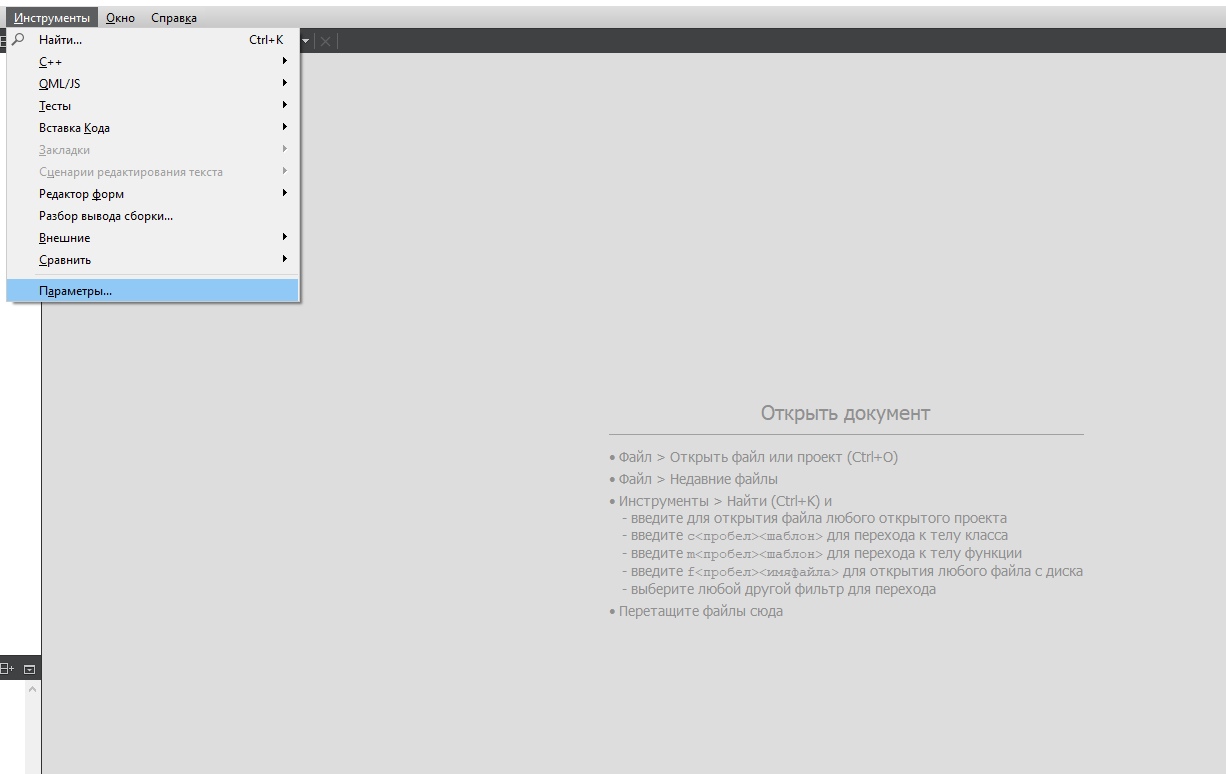 Инструменты Окно Справка
Найти... Ctrl+K
C++
QML/JS
Тесты
Вставка Кода
Закладки
Сценарии редактирования текста
Редактор форм
Разбор вывода сборки...
Внешние
Сравнить
Параметры...
Открыть документ
• Файл > Открыть файл или проект (Ctrl+O)
• Файл > Недавние файлы
• Инструменты > Найти (Ctrl+K) и
- введите для открытия файла любого открытого проекта
- введите c<пробел><шаблон> для перехода к телу класса
- введите m<пробел><шаблон> для перехода к телу функции
- введите f<пробел><имяфайла> для открытия любого файла с диска
- выберите любой другой фильтр для перехода
• Перетащите файлы сюда